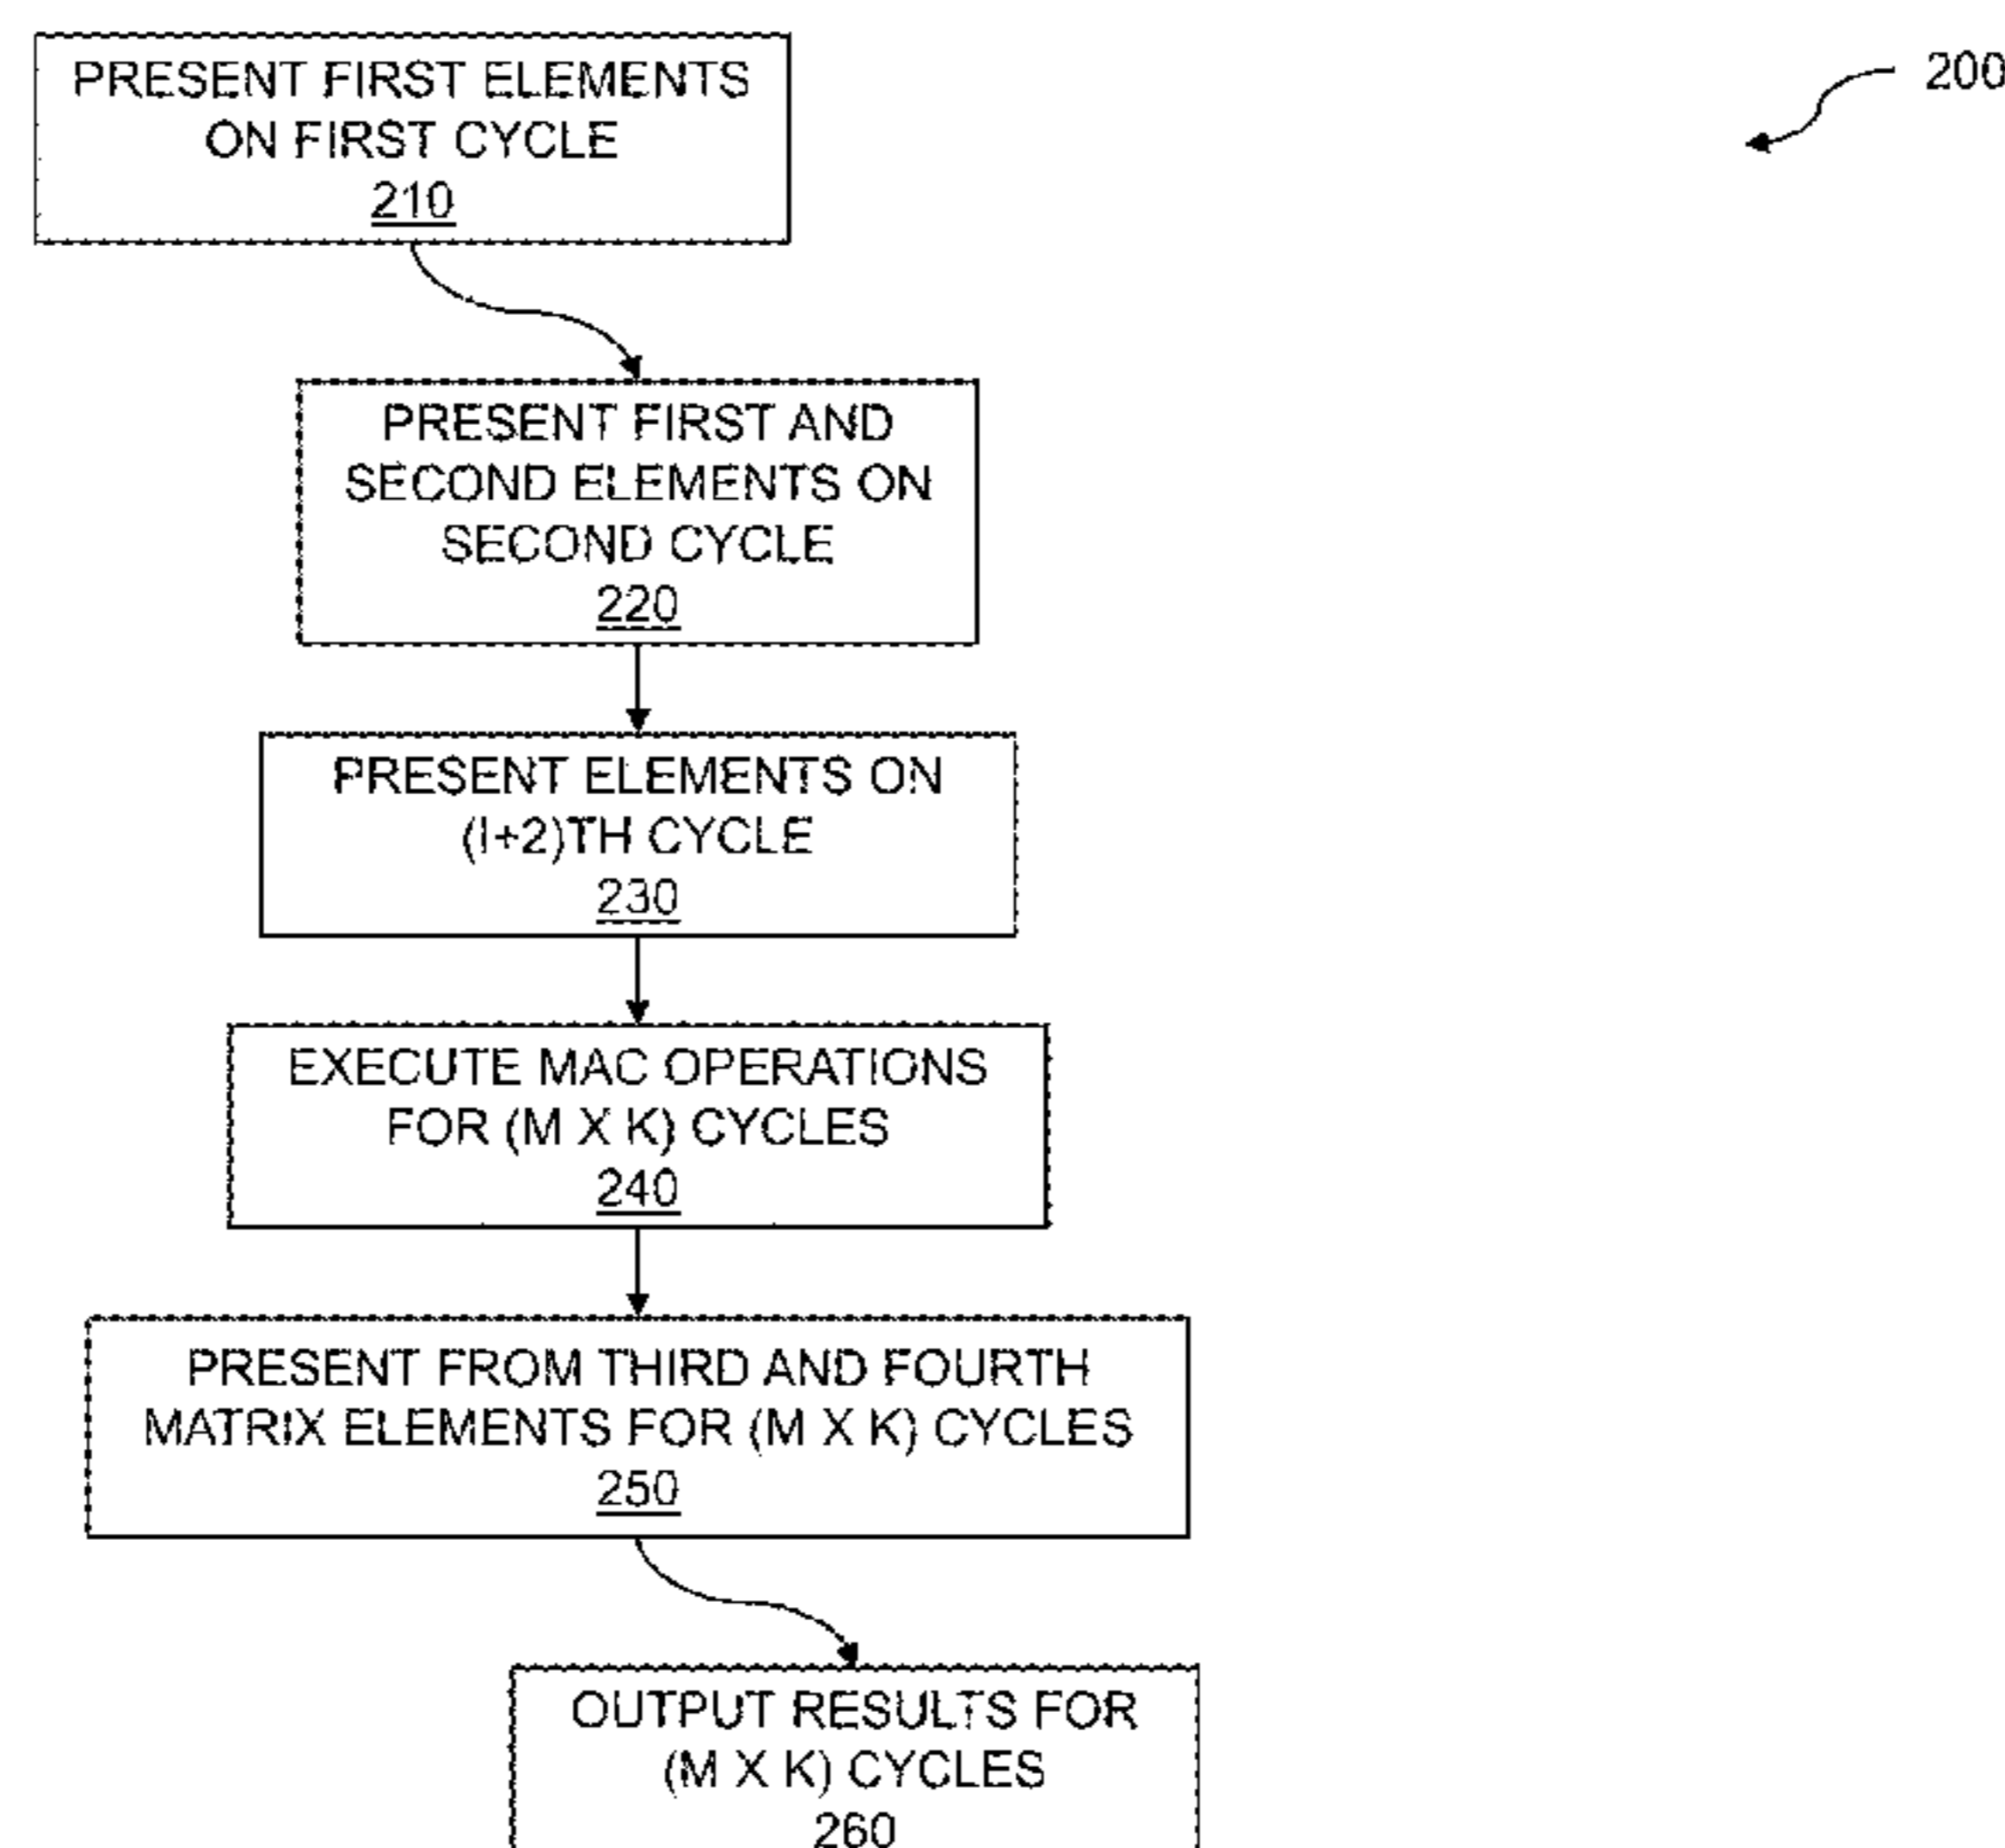 200
PRESENT FIRST ELEMENTS
ON FIRST CYCLE
210
PRESENT FIRST AND
SECOND ELEMENTS ON
SECOND CYCLE
220
PRESENT ELEMENTS ON
(I+2)TH CYCLE
230
EXECUTE MAC OPERATIONS
FOR (M X K) CYCLES
240
PRESENT FROM THIRD AND FOURTH
MATRIX ELEMENTS FOR (M X K) CYCLES
250
OUTPUT RESULTS FOR
(M X K) CYCLES
260